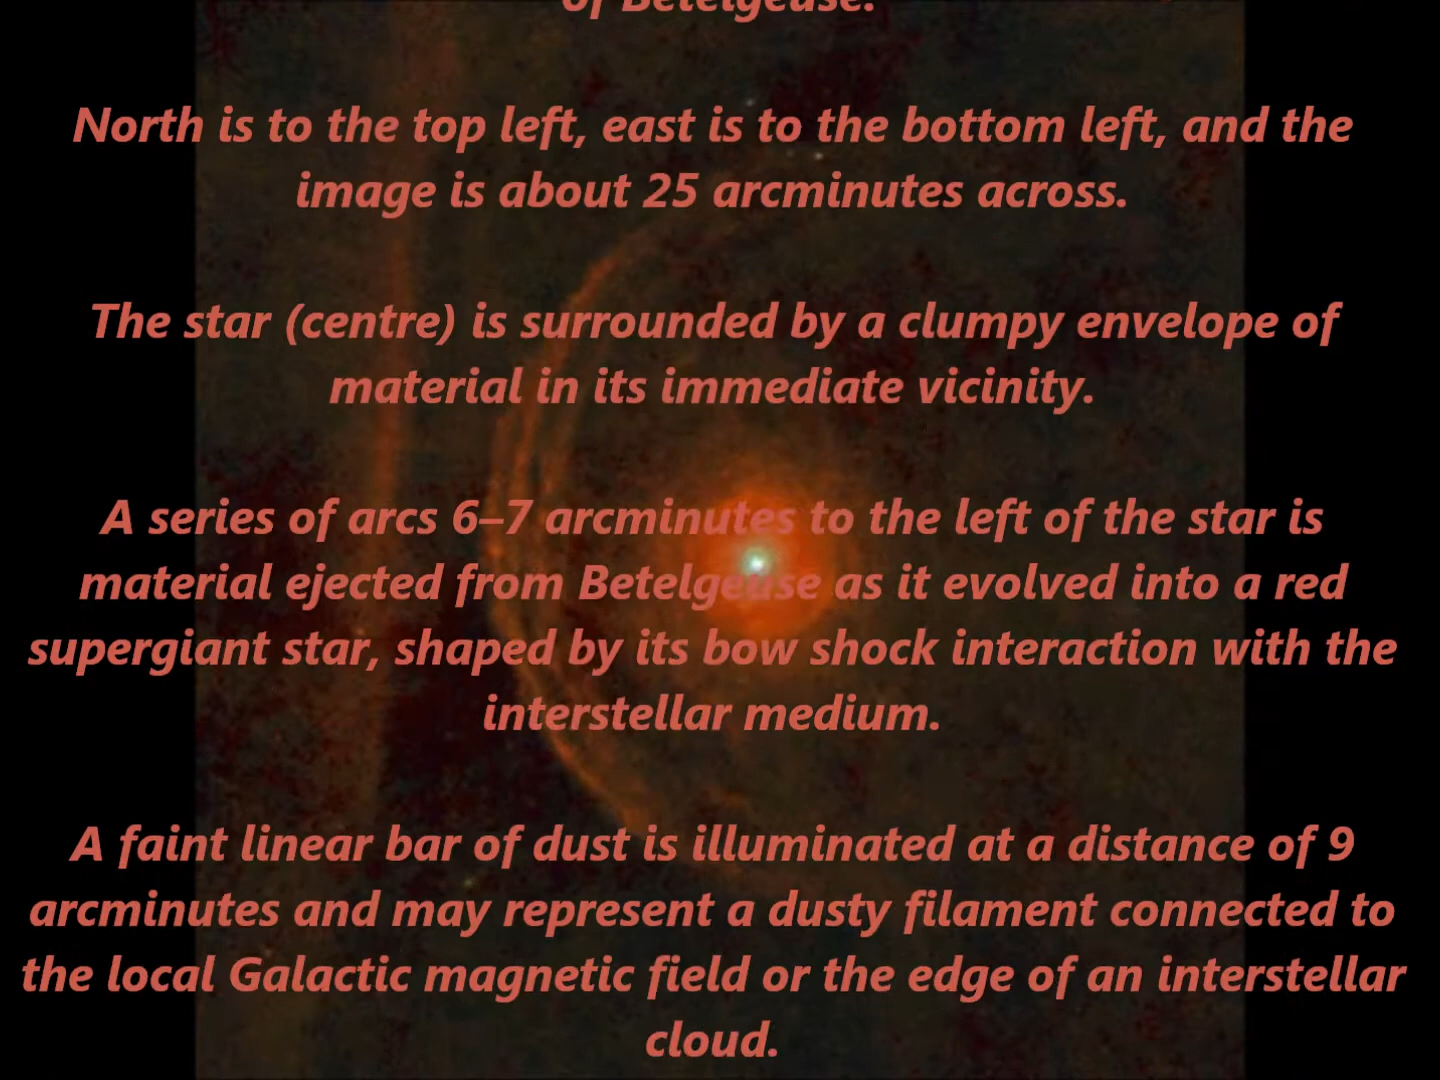 of Betelgeuse.
North is to the top left, east is to the bottom left, and the
image is about 25 arcminutes across.
The star (centre) is surrounded by a clumpy envelope of
material in its immediate vicinity.
A series of arcs 6–7 arcminutes to the left of the star is
material ejected from Betelgeuse as it evolved into a red
supergiant star, shaped by its bow shock interaction with the
interstellar medium.
A faint linear bar of dust is illuminated at a distance of 9
arcminutes and may represent a dusty filament connected to
the local Galactic magnetic field or the edge of an interstellar
cloud.